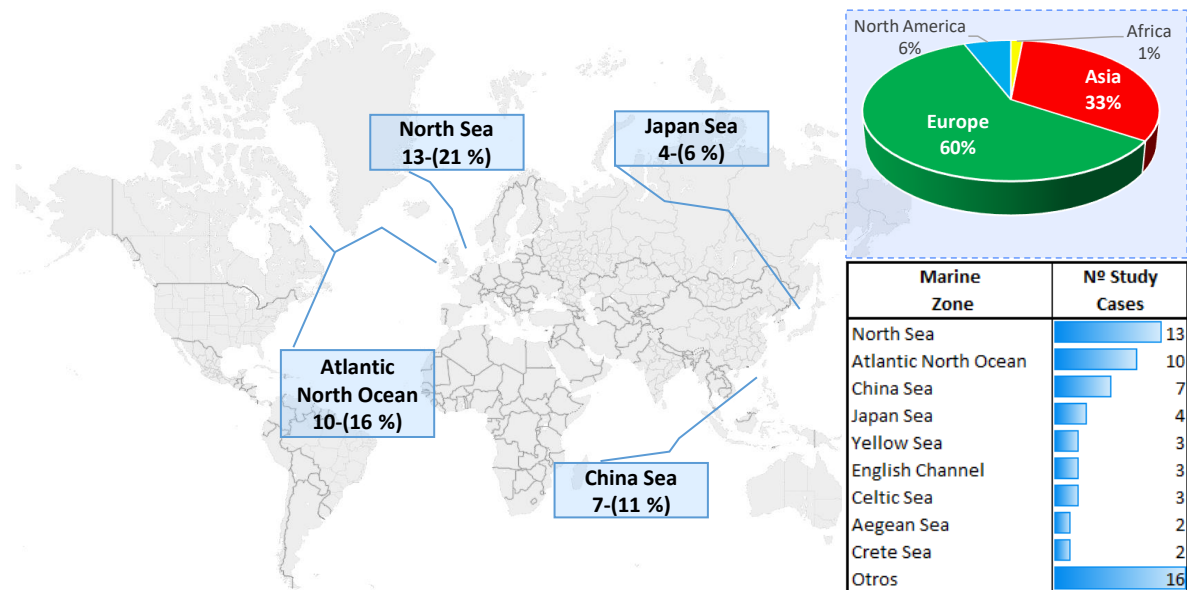 North Sea
13-(21 %)
Japan Sea
4-(6 %)
Atlantic
North Ocean
10-(16 %)
China Sea
7-(11 %)
North America
6%
Africa
1%
Asia
33%
Europe
60%
Marine Zone
Nº Study Cases
North Sea 13
Atlantic North Ocean 10
China Sea 7
Japan Sea 4
Yellow Sea 3
English Channel 3
Celtic Sea 3
Aegean Sea 2
Crete Sea 2
Otros 16